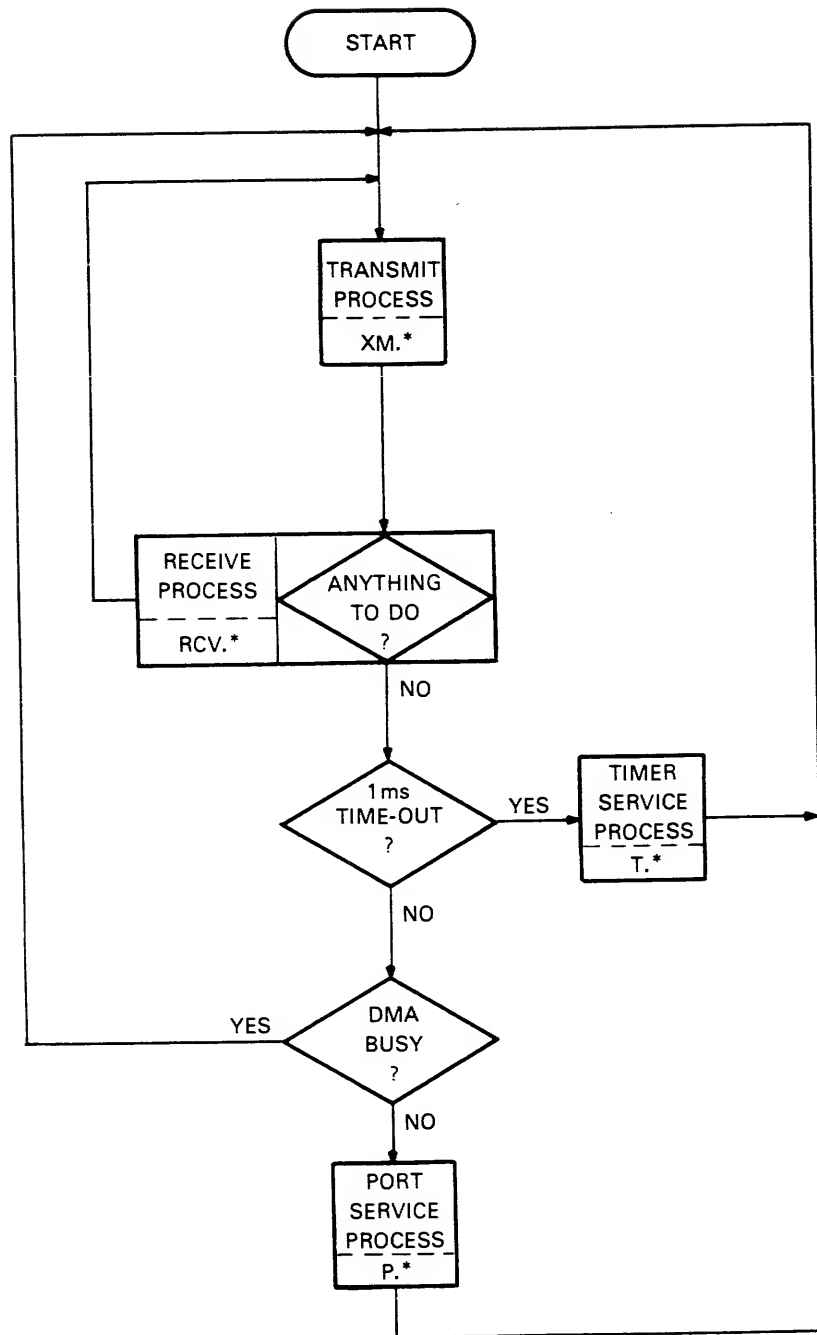 START
TRANSMIT
PROCESS
XM.*
RECEIVE
PROCESS
RCV.*
ANYTHING
TO DO
?
NO
1ms
TIME-OUT
?
YES
TIMER
SERVICE
PROCESS
T.*
NO
YES
DMA
BUSY
?
NO
PORT
SERVICE
PROCESS
P.*